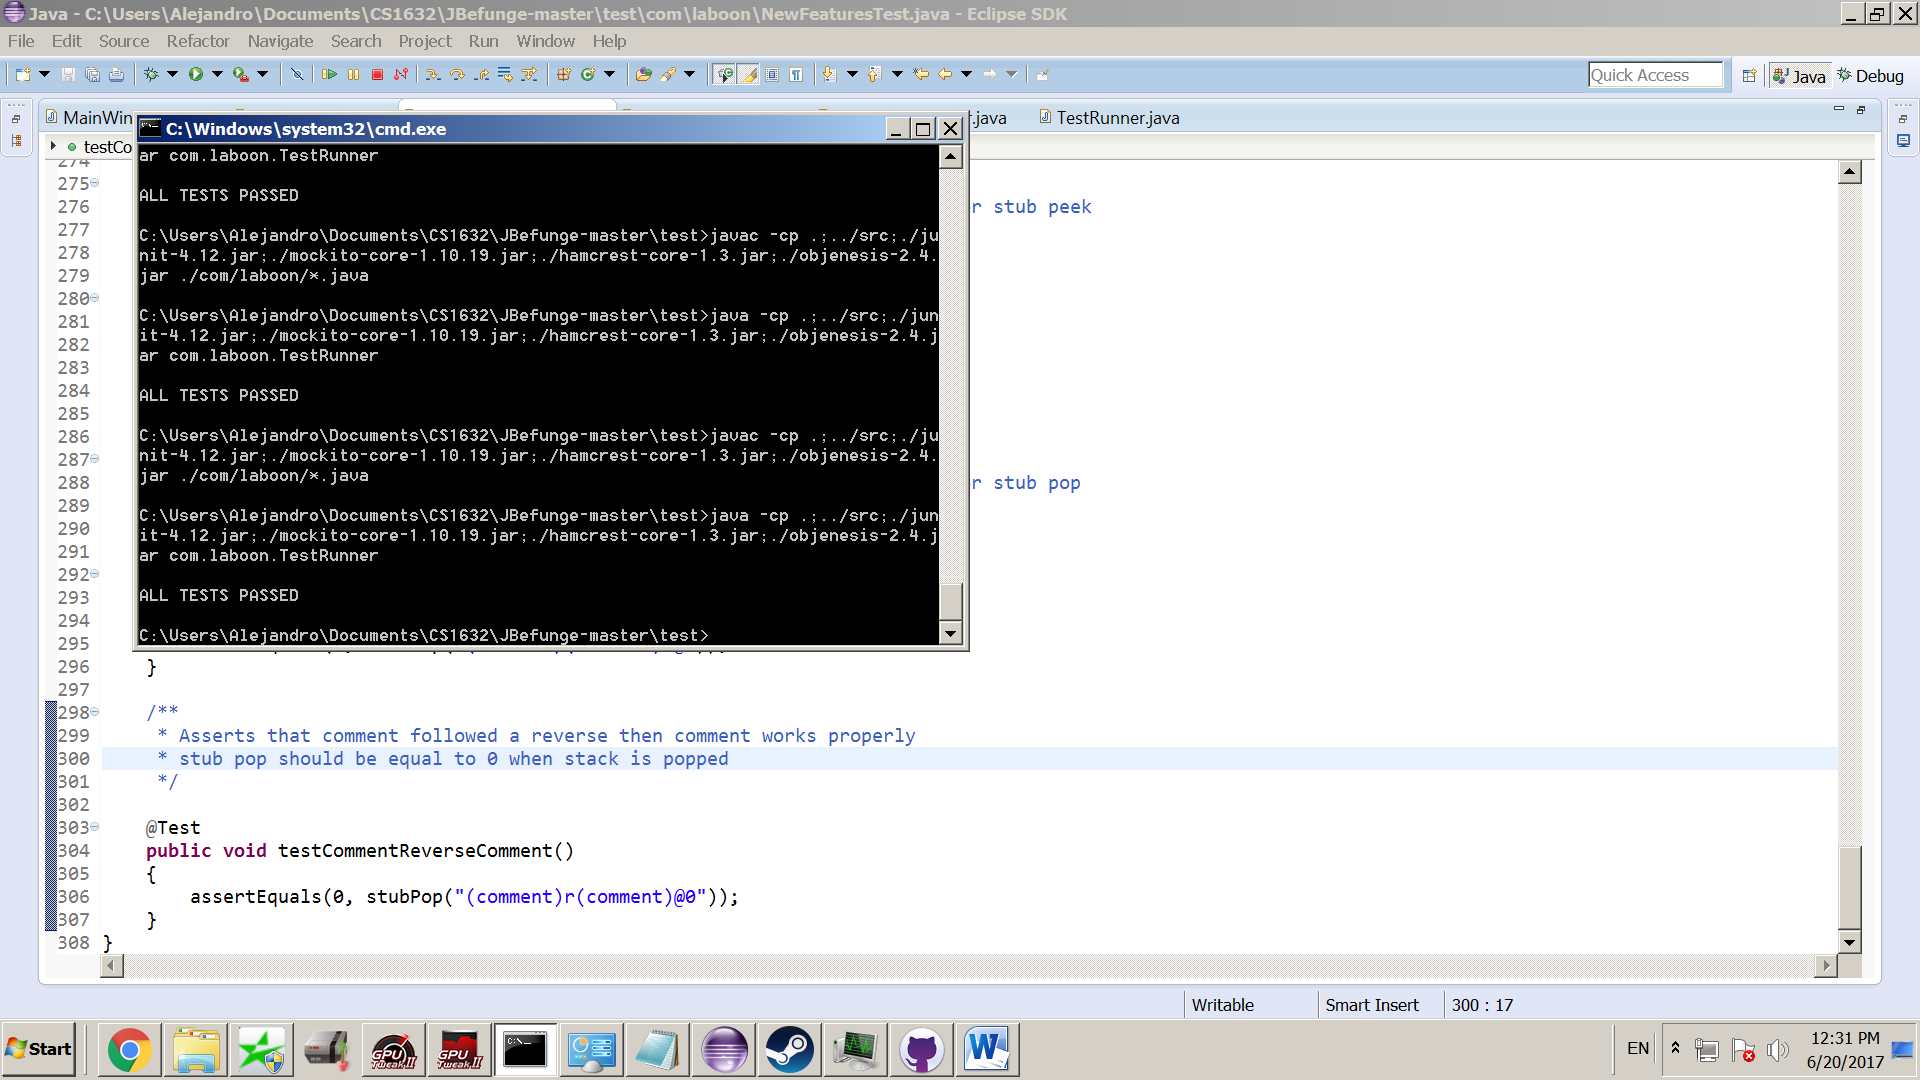 Java - C:\Users\Alejandro\Documents\CS1632\JBefunge-master\test\com\laboon\NewFeaturesTest.java - Eclipse SDK
File Edit Source Refactor Navigate Search Project Run Window Help
Quick Access
Java
Debug
MainWin
.java
TestRunner.java
testCo
C:\Windows\system32\cmd.exe
ar com.laboon.TestRunner
ALL TESTS PASSED
C:\Users\Alejandro\Documents\CS1632\JBefunge-master\test>javac -cp .;../src;./ju
nit-4.12.jar;./mockito-core-1.10.19.jar;./hamcrest-core-1.3.jar;./objenesis-2.4.
jar ./com/laboon/*.java
C:\Users\Alejandro\Documents\CS1632\JBefunge-master\test>java -cp .;../src;./jun
it-4.12.jar;./mockito-core-1.10.19.jar;./hamcrest-core-1.3.jar;./objenesis-2.4.j
ar com.laboon.TestRunner
ALL TESTS PASSED
C:\Users\Alejandro\Documents\CS1632\JBefunge-master\test>javac -cp .;../src;./ju
nit-4.12.jar;./mockito-core-1.10.19.jar;./hamcrest-core-1.3.jar;./objenesis-2.4.
jar ./com/laboon/*.java
C:\Users\Alejandro\Documents\CS1632\JBefunge-master\test>java -cp .;../src;./jun
it-4.12.jar;./mockito-core-1.10.19.jar;./hamcrest-core-1.3.jar;./objenesis-2.4.j
ar com.laboon.TestRunner
ALL TESTS PASSED
C:\Users\Alejandro\Documents\CS1632\JBefunge-master\test>
274
275
276 r stub peek
277
278
279
280
281
282
283
284
285
286
287
288 r stub pop
289
290
291
292
293
294
295
296 }
297
298 /**
299 * Asserts that comment followed a reverse then comment works properly
300 * stub pop should be equal to 0 when stack is popped
301 */
302
303 @Test
304 public void testCommentReverseComment()
305 {
306 assertEquals(0, stubPop("(comment)r(comment)@0"));
307 }
308 }
Writable
Smart Insert
300 : 17
Start
GPU Tweak II
GPU Tweak II
EN
12:31 PM
6/20/2017